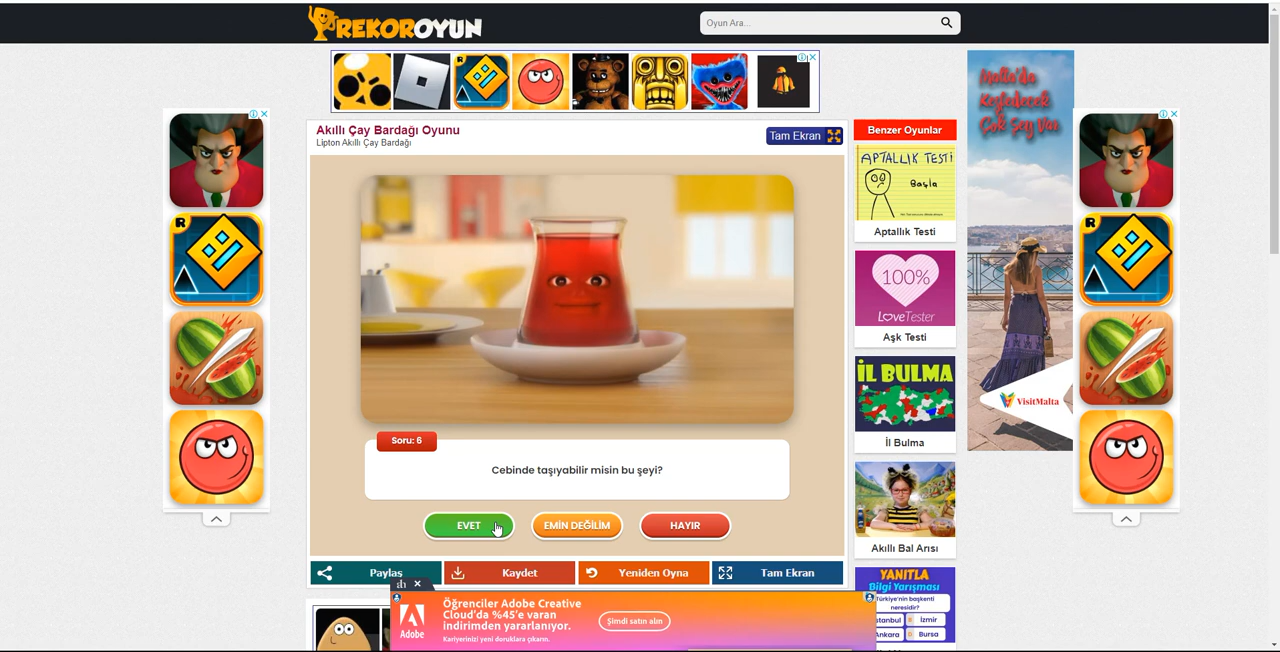 REKOROYUN
Oyun Ara...
Akıllı Çay Bardağı Oyunu
Lipton Akıllı Çay Bardağı
Tam Ekran
Soru: 6
Cebinde taşıyabilir misin bu şeyi?
EVET
EMİN DEĞİLİM
HAYIR
Paylaş
Kaydet
Yeniden Oyna
Tam Ekran
Benzer Oyunlar
APTALLIK TESTİ
Başla
Aptallık Testi
100%
LoveTester
Aşk Testi
İL BULMA
İl Bulma
Akıllı Bal Arısı
YANITLA
Bilgi Yarışması
Türkiye'nin başkenti
neresidir?
İstanbul
İzmir
Ankara
Bursa
Malta'da
Keşfedecek
Çok Şey Var
VisitMalta
R
R
R
Adobe
Öğrenciler Adobe Creative
Cloud'da %45'e varan
indirimden yararlanıyor.
Kariyerinizi yeni doruklara çıkarın.
Şimdi satın alın